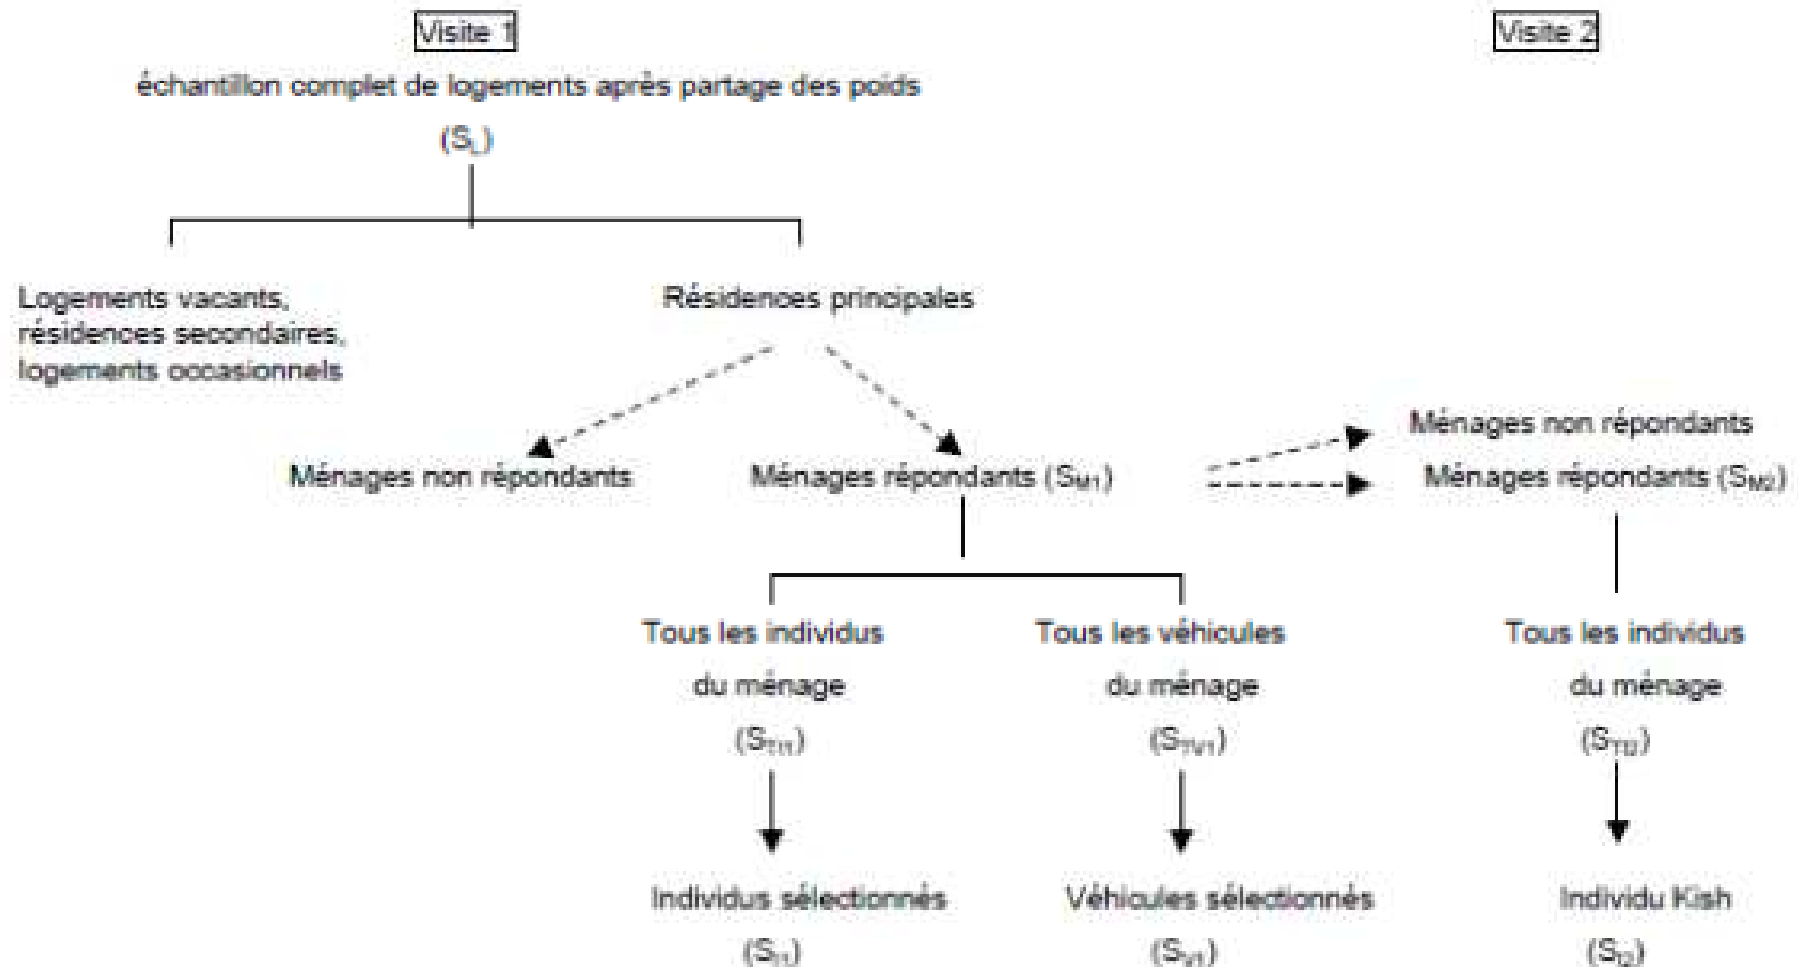 Visite 1
Visite 2
échantillon complet de logements après partage des poids
(SL)
Logements vacants,
résidences secondaires,
logements occasionnels
Résidences principales
Ménages non répondants
Ménages répondants (SM1)
Ménages non répondants
Ménages répondants (SM2)
Tous les individus
du ménage
(STI1)
Tous les véhicules
du ménage
(STV1)
Tous les individus
du ménage
(STI2)
Individus sélectionnés
(SI1)
Véhicules sélectionnés
(SV1)
Individu Kish
(SI2)